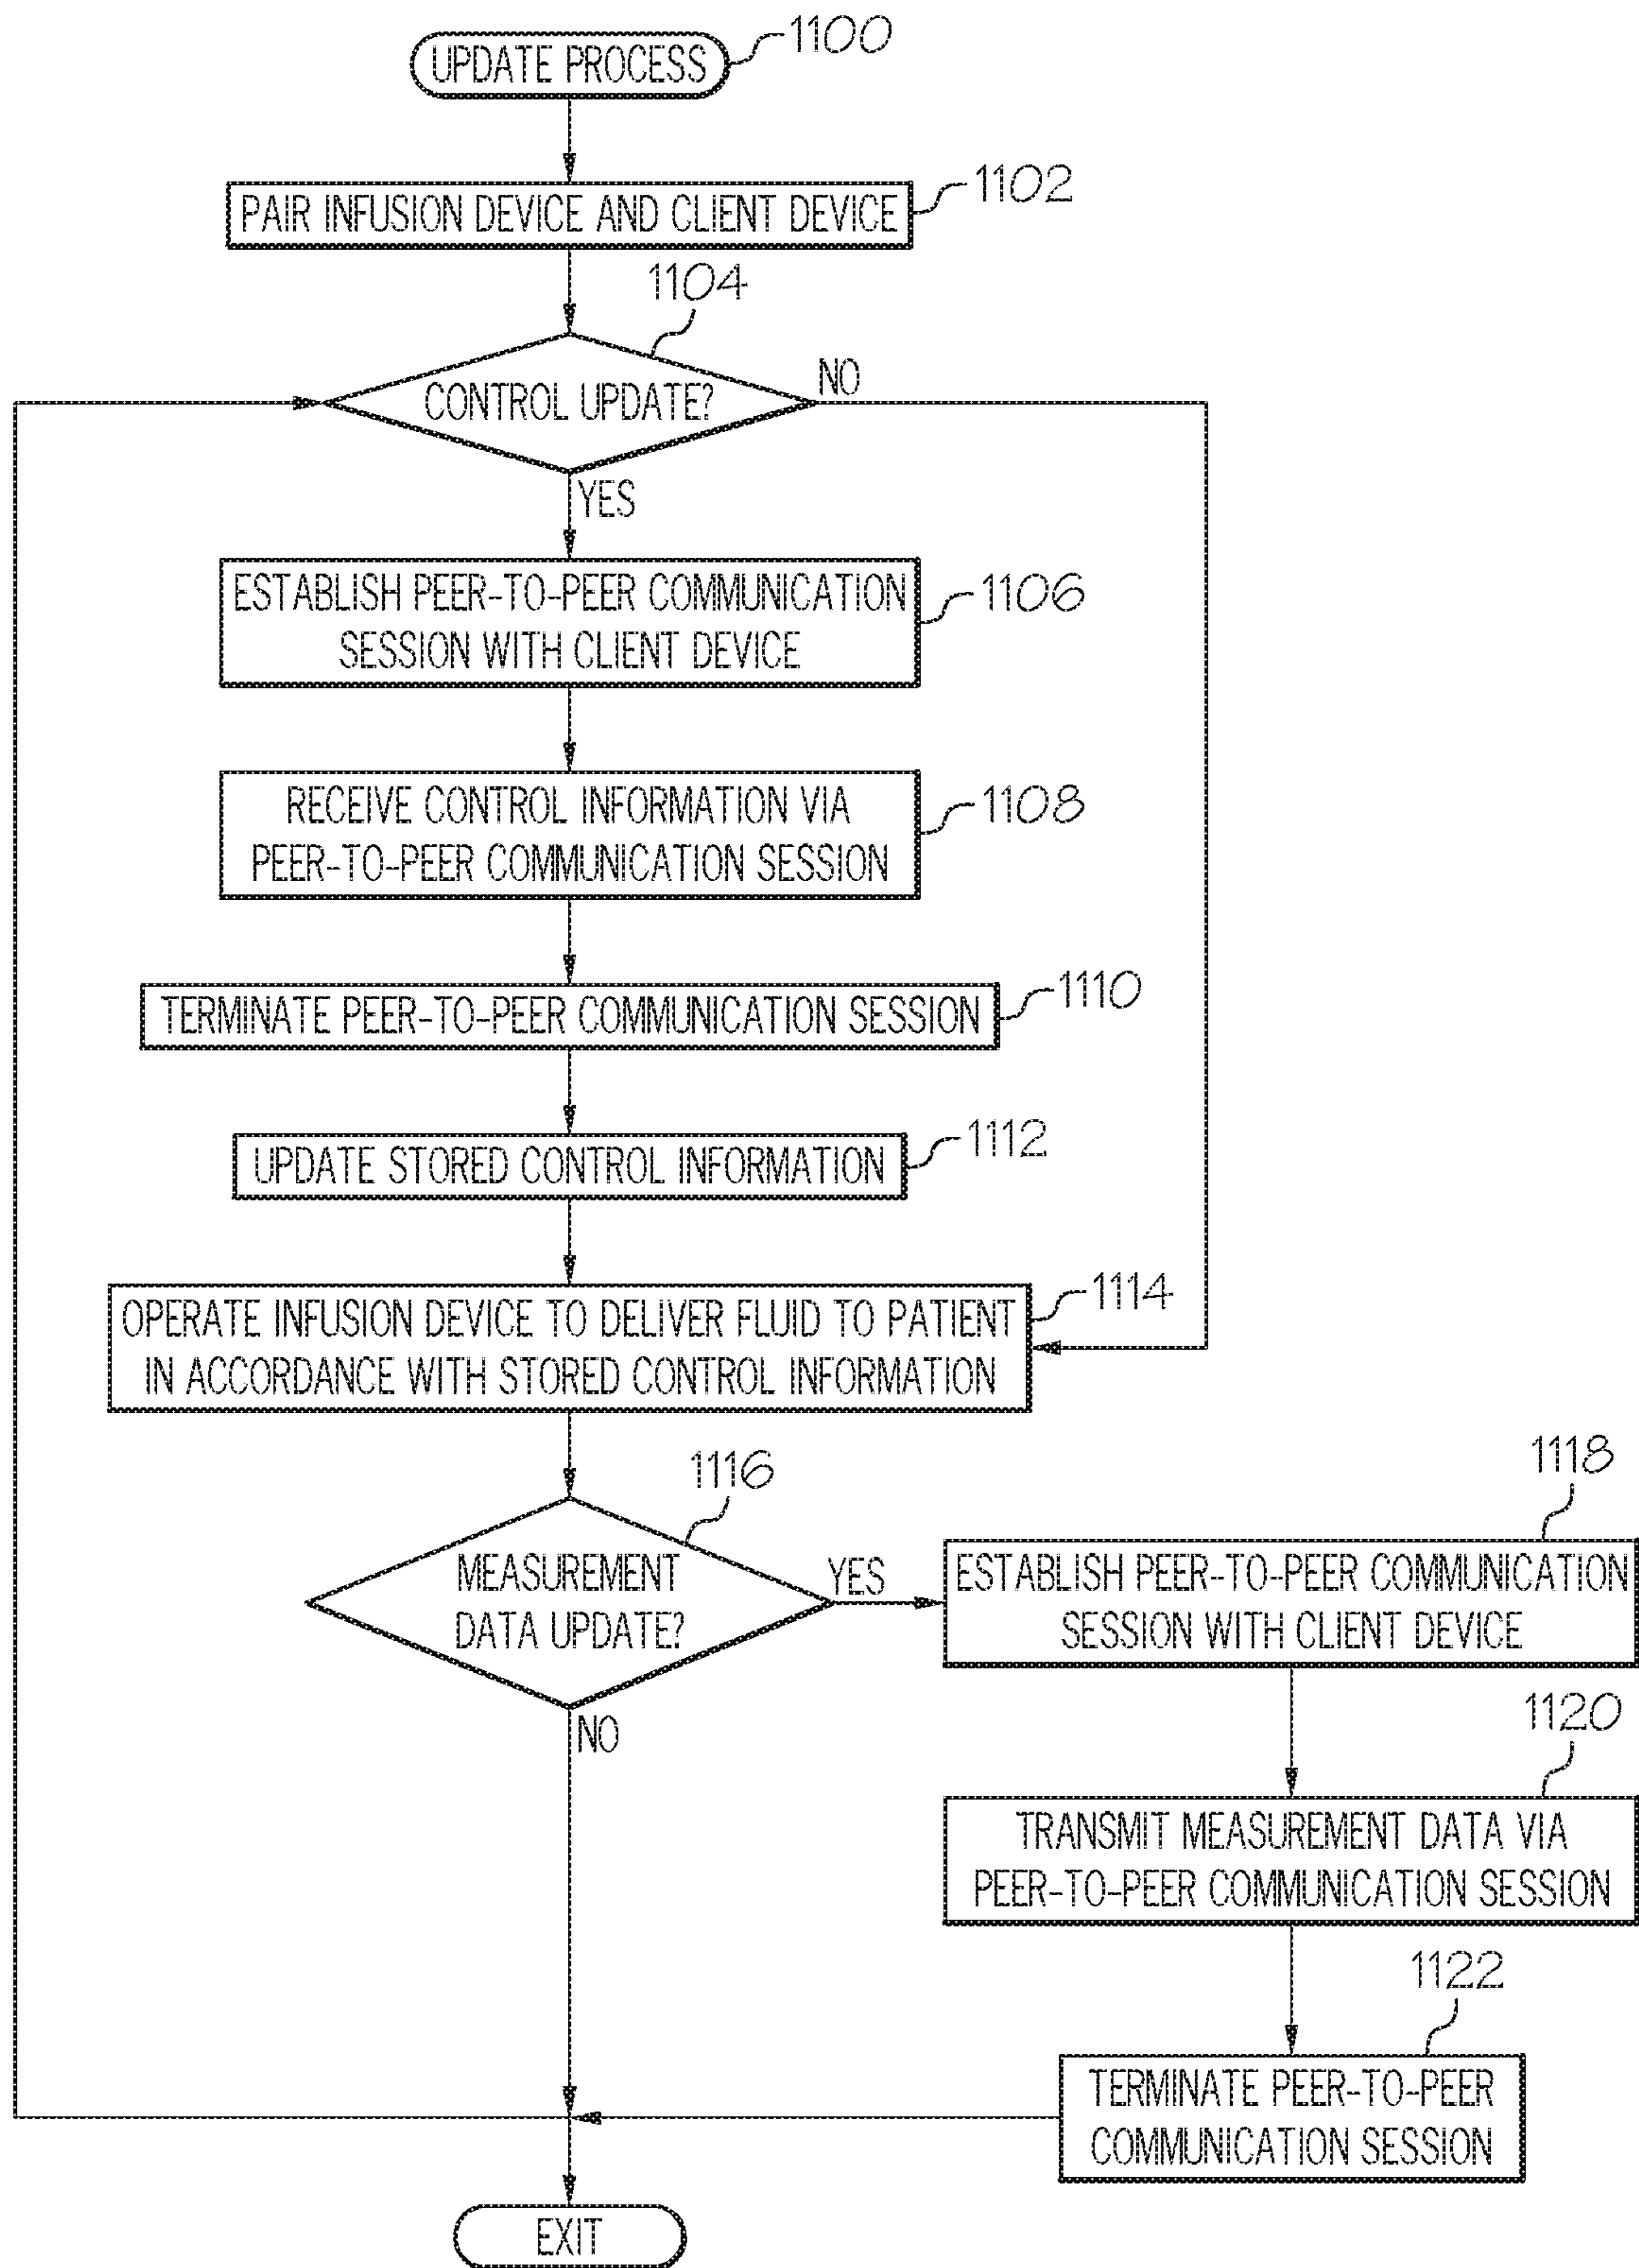 UPDATE PROCESS
1100
PAIR INFUSION DEVICE AND CLIENT DEVICE
1102
1104
CONTROL UPDATE?
NO
YES
ESTABLISH PEER-TO-PEER COMMUNICATION
SESSION WITH CLIENT DEVICE
1106
RECEIVE CONTROL INFORMATION VIA
PEER-TO-PEER COMMUNICATION SESSION
1108
TERMINATE PEER-TO-PEER COMMUNICATION SESSION
1110
UPDATE STORED CONTROL INFORMATION
1112
OPERATE INFUSION DEVICE TO DELIVER FLUID TO PATIENT
IN ACCORDANCE WITH STORED CONTROL INFORMATION
1114
1116
MEASUREMENT
DATA UPDATE?
YES
NO
1118
ESTABLISH PEER-TO-PEER COMMUNICATION
SESSION WITH CLIENT DEVICE
1120
TRANSMIT MEASUREMENT DATA VIA
PEER-TO-PEER COMMUNICATION SESSION
1122
TERMINATE PEER-TO-PEER
COMMUNICATION SESSION
EXIT